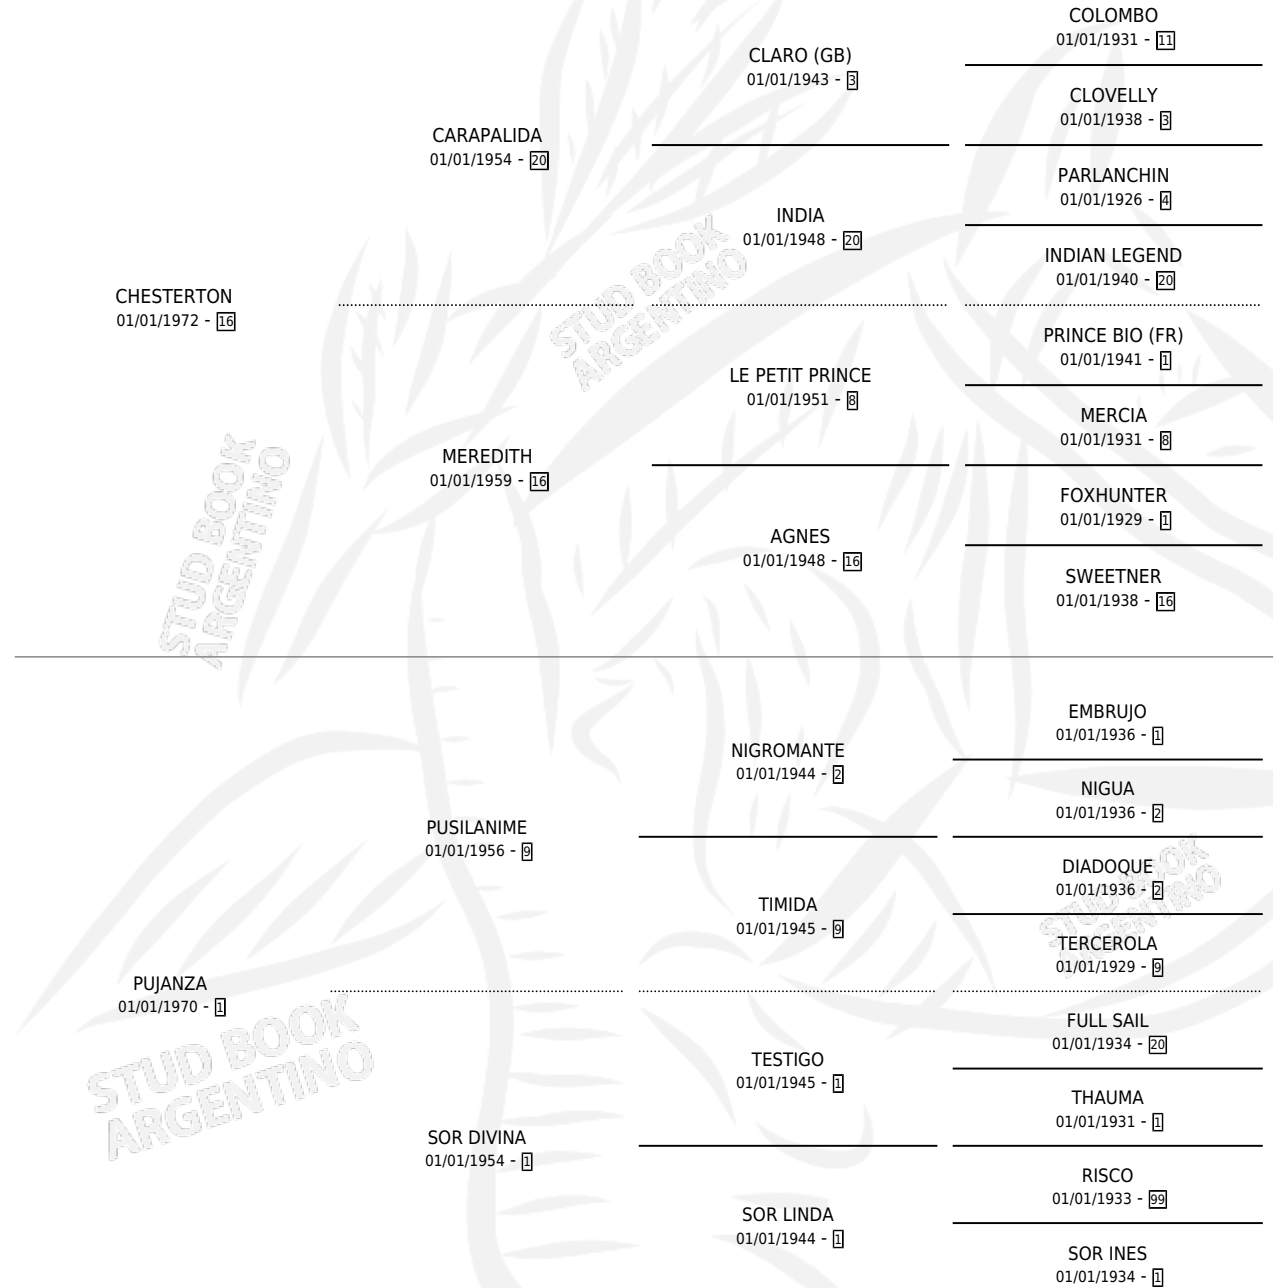 COLOMBO
01/01/1931 - 11
CLARO (GB)
01/01/1943 - 3
CLOVELLY
01/01/1938 - 3
CARAPALIDA
01/01/1954 - 20
PARLANCHIN
01/01/1926 - 4
INDIA
01/01/1948 - 20
INDIAN LEGEND
01/01/1940 - 20
CHESTERTON
01/01/1972 - 16
PRINCE BIO (FR)
01/01/1941 - 1
LE PETIT PRINCE
01/01/1951 - 8
MERCIA
01/01/1931 - 8
MEREDITH
01/01/1959 - 16
FOXHUNTER
01/01/1929 - 1
AGNES
01/01/1948 - 16
SWEETNER
01/01/1938 - 16
EMBRUJO
01/01/1936 - 1
NIGROMANTE
01/01/1944 - 2
NIGUA
01/01/1936 - 2
PUSILANIME
01/01/1956 - 9
DIADOQUE
01/01/1936 - 2
TIMIDA
01/01/1945 - 9
TERCEROLA
01/01/1929 - 9
PUJANZA
01/01/1970 - 1
FULL SAIL
01/01/1934 - 20
TESTIGO
01/01/1945 - 1
THAUMA
01/01/1931 - 1
SOR DIVINA
01/01/1954 - 1
RISCO
01/01/1933 - 99
SOR LINDA
01/01/1944 - 1
SOR INES
01/01/1934 - 1
STUD BOOK
ARGENTINO
STUD BOOK
ARGENTINO
STUD BOOK
ARGENTINO
STUD BOOK
ARGENTINO